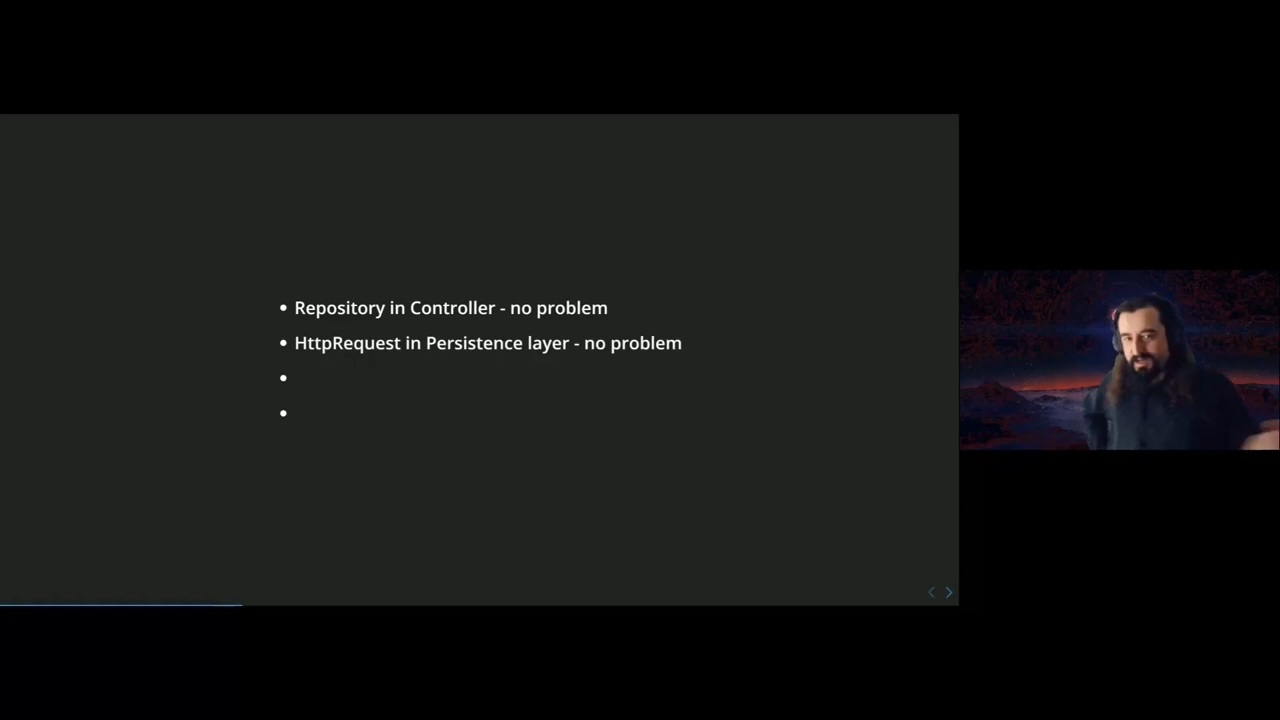 Repository in Controller - no problem
HttpRequest in Persistence layer - no problem